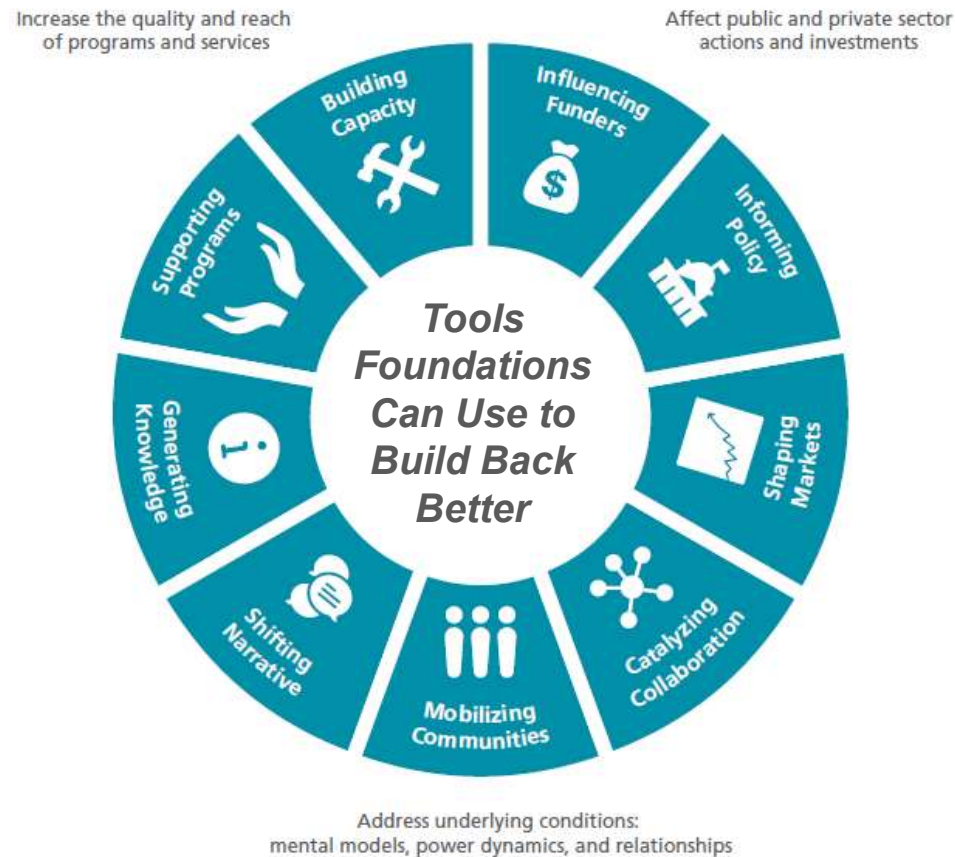 Increase the quality and reach
of programs and services
Affect public and private sector
actions and investments
Building
Capacity
Influencing
Funders
$
Informing
Policy
Shaping
Markets
Catalyzing
Collaboration
Mobilizing
Communities
Shifting
Narrative
Generating
Knowledge
i
Supporting
Programs
Tools
Foundations
Can Use to
Build Back
Better
Address underlying conditions:
mental models, power dynamics, and relationships